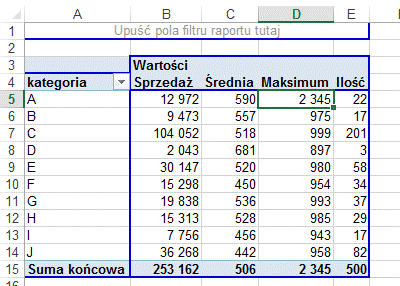 A B C D E
1 Upuść pola filtru raportu tutaj
2
3 Wartości
4 kategoria Sprzedaż Średnia Maksimum Ilość
5 A 12 972 590 2 345 22
6 B 9 473 557 975 17
7 C 104 052 518 999 201
8 D 2 043 681 897 3
9 E 30 147 520 980 58
10 F 15 298 450 954 34
11 G 19 838 536 993 37
12 H 15 313 528 985 29
13 I 7 756 456 943 17
14 J 36 268 442 958 82
15 Suma końcowa 253 162 506 2 345 500